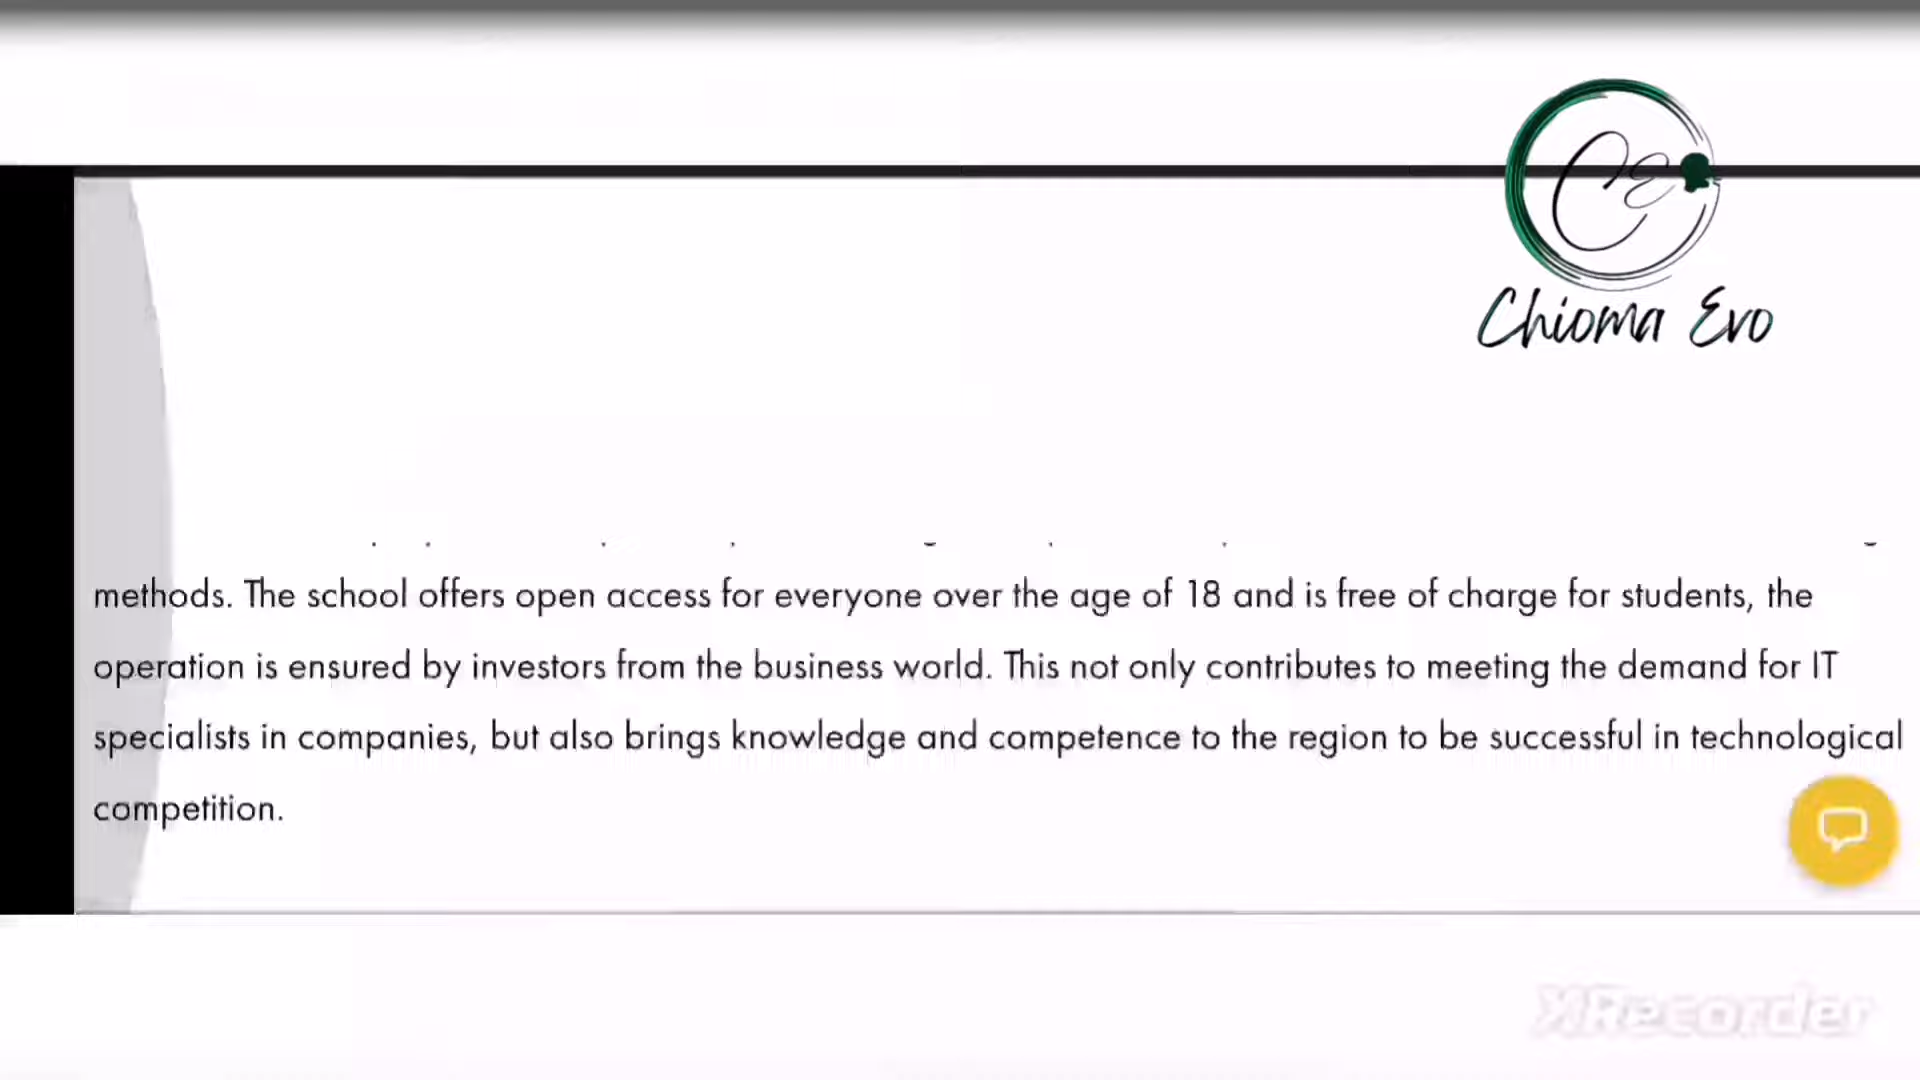 CE
Chioma Evo
methods. The school offers open access for everyone over the age of 18 and is free of charge for students, the
operation is ensured by investors from the business world. This not only contributes to meeting the demand for IT
specialists in companies, but also brings knowledge and competence to the region to be successful in technological
competition.
XRecorder